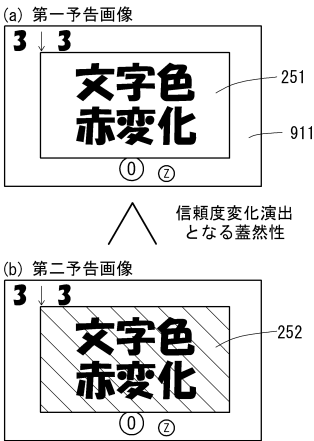 (a) 第一予告画像
3 ↓ 3
文字色
赤変化
251
911
0 Z
信頼度変化演出
となる蓋然性
(b) 第二予告画像
3 ↓ 3
文字色
赤変化
252
0 Z